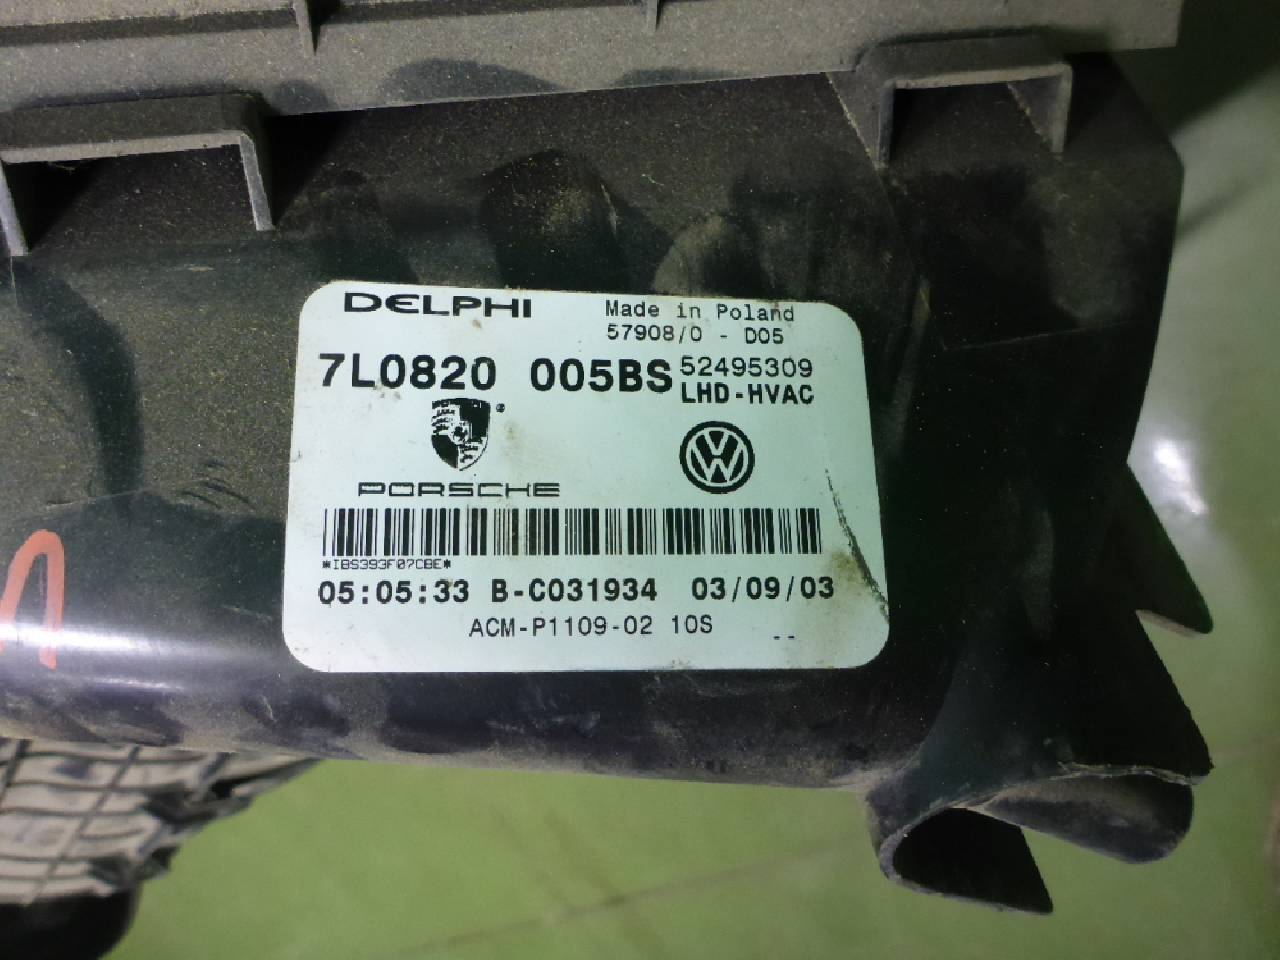 DELPHI
Made in Poland
57908/0 - D05
7L0820 005BS
52495309
LHD-HVAC
PORSCHE
*IBS393F07CBE*
05:05:33 B-C031934 03/09/03
ACM-P1109-02 10S --